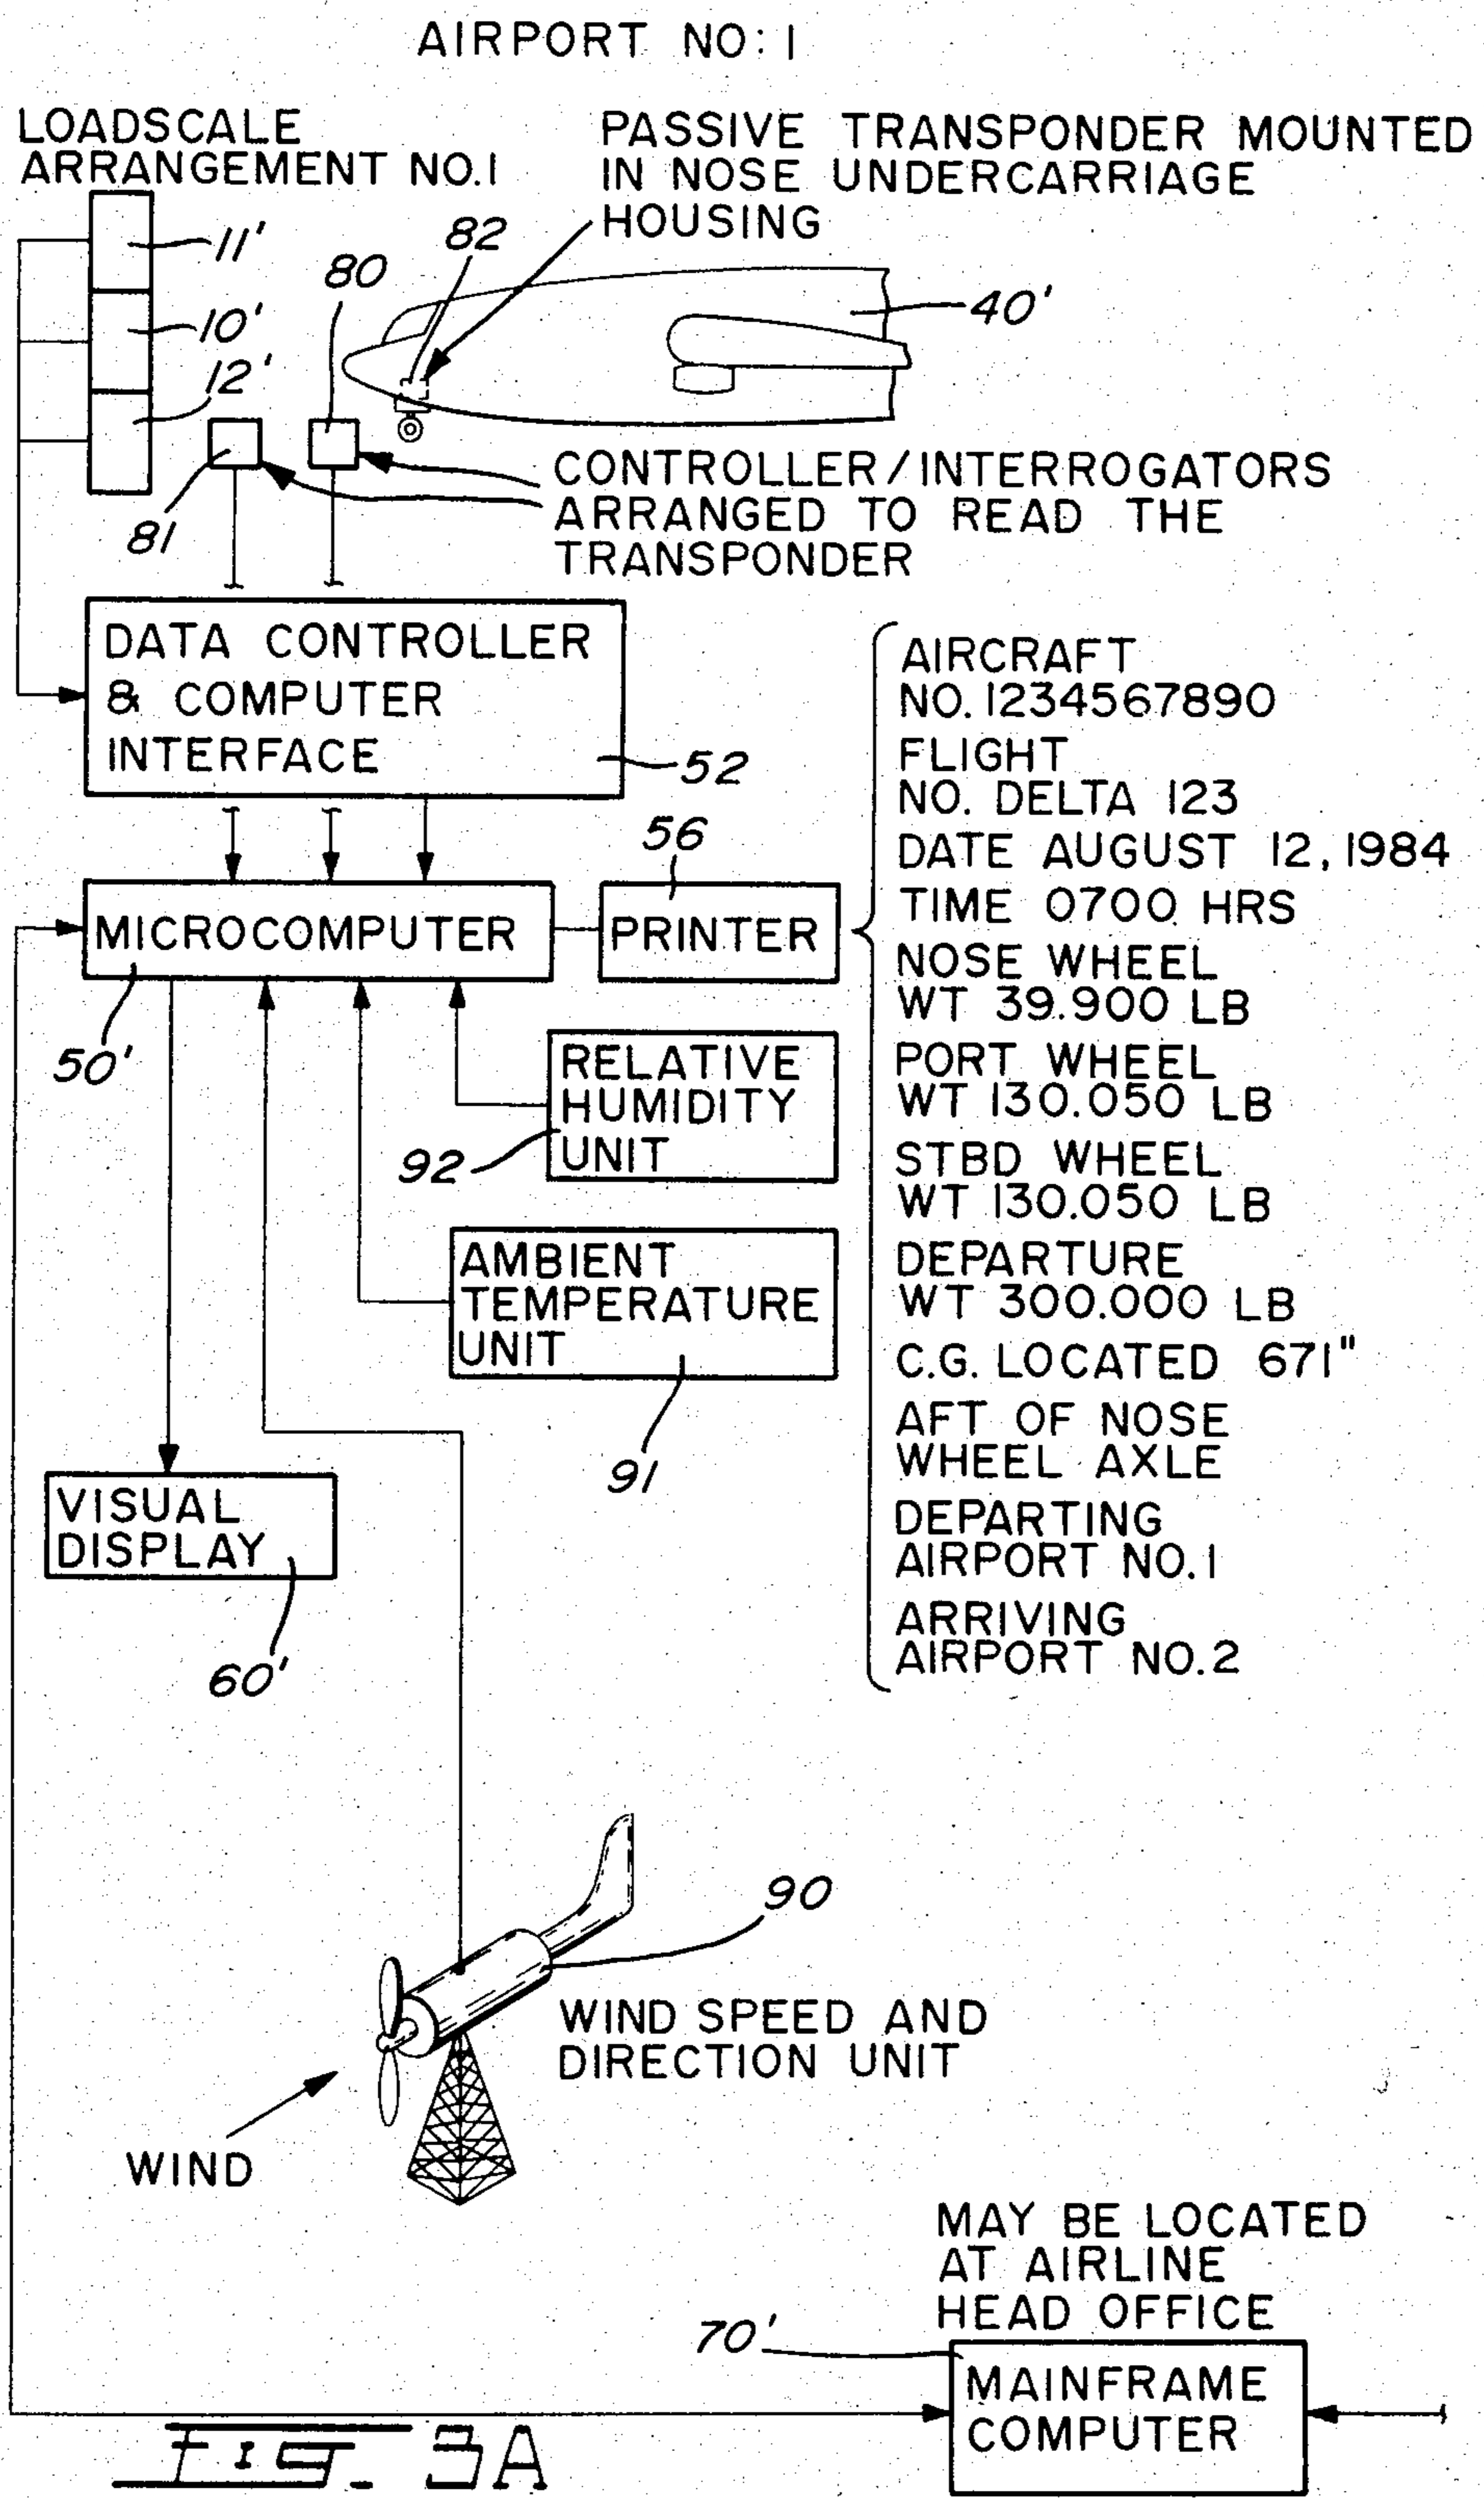 AIRPORT NO: 1
LOADSCALE
ARRANGEMENT NO.1
PASSIVE TRANSPONDER MOUNTED
IN NOSE UNDERCARRIAGE
HOUSING
11'
82
80
40'
10'
12'
81
CONTROLLER/INTERROGATORS
ARRANGED TO READ THE
TRANSPONDER
DATA CONTROLLER
& COMPUTER
INTERFACE
52
56
MICROCOMPUTER
PRINTER
50'
RELATIVE
HUMIDITY
UNIT
92
AMBIENT
TEMPERATURE
UNIT
91
VISUAL
DISPLAY
60'
AIRCRAFT
NO. 1234567890
FLIGHT
NO. DELTA 123
DATE AUGUST 12, 1984
TIME 0700 HRS
NOSE WHEEL
WT 39.900 LB
PORT WHEEL
WT 130.050 LB
STBD WHEEL
WT 130.050 LB
DEPARTURE
WT 300.000 LB
C.G. LOCATED 671"
AFT OF NOSE
WHEEL AXLE
DEPARTING
AIRPORT NO. 1
ARRIVING
AIRPORT NO. 2
90
WIND SPEED AND
DIRECTION UNIT
WIND
MAY BE LOCATED
AT AIRLINE
HEAD OFFICE
70'
MAINFRAME
COMPUTER
FIG. 3A